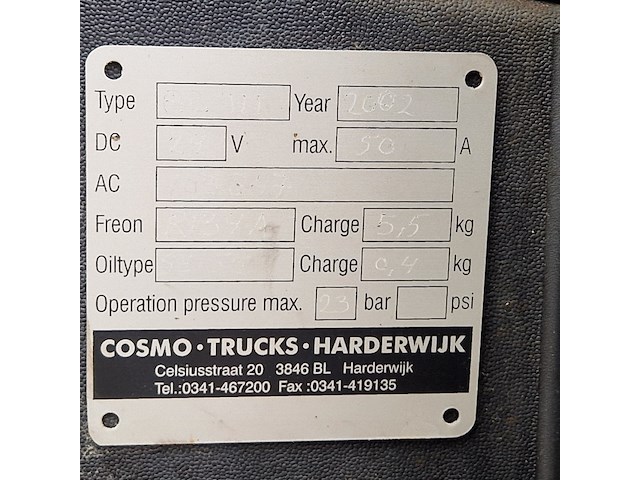 Type Year 2002
DC V max. 50 A
AC
Freon Charge 5,5 kg
Oiltype Charge 0,4 kg
Operation pressure max. 23 bar psi
COSMO · TRUCKS · HARDERWIJK
Celsiusstraat 20 3846 BL Harderwijk
Tel.:0341-467200 Fax :0341-419135